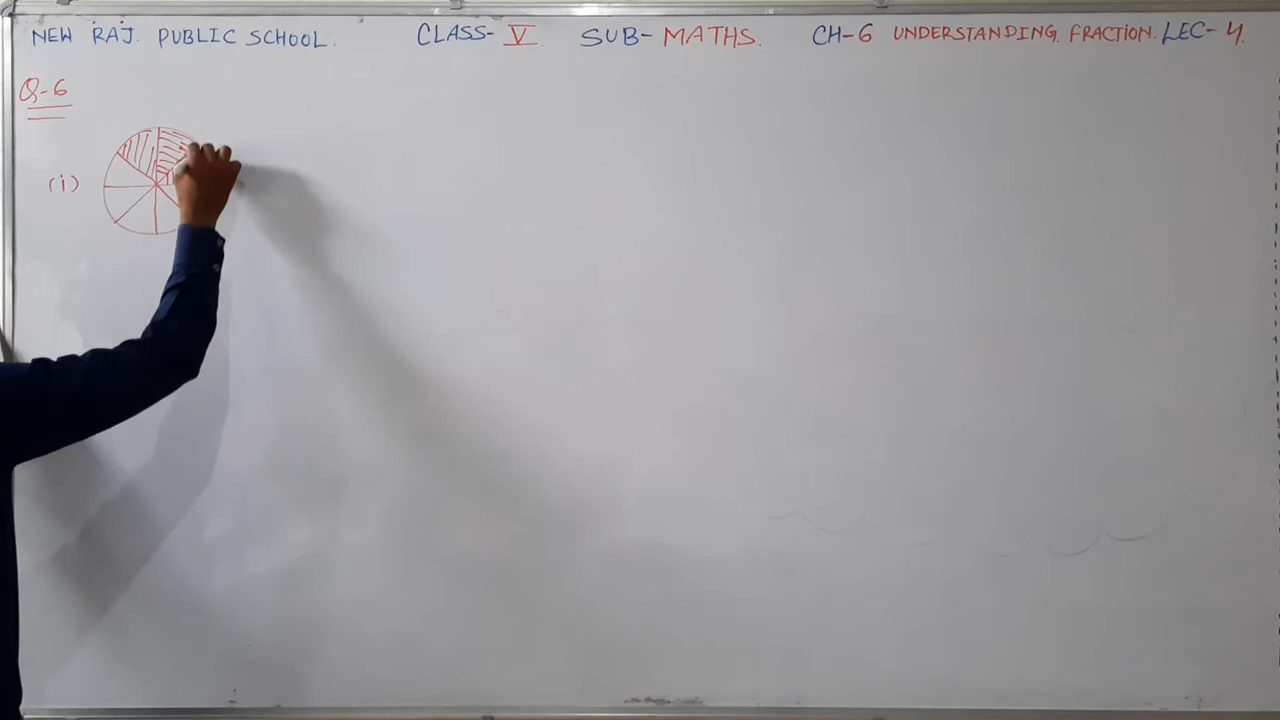 NEW RAJ. PUBLIC SCHOOL. CLASS- V SUB- MATHS. CH-6 UNDERSTANDING. FRACTION. LEC- 4.
Q-6
(i)